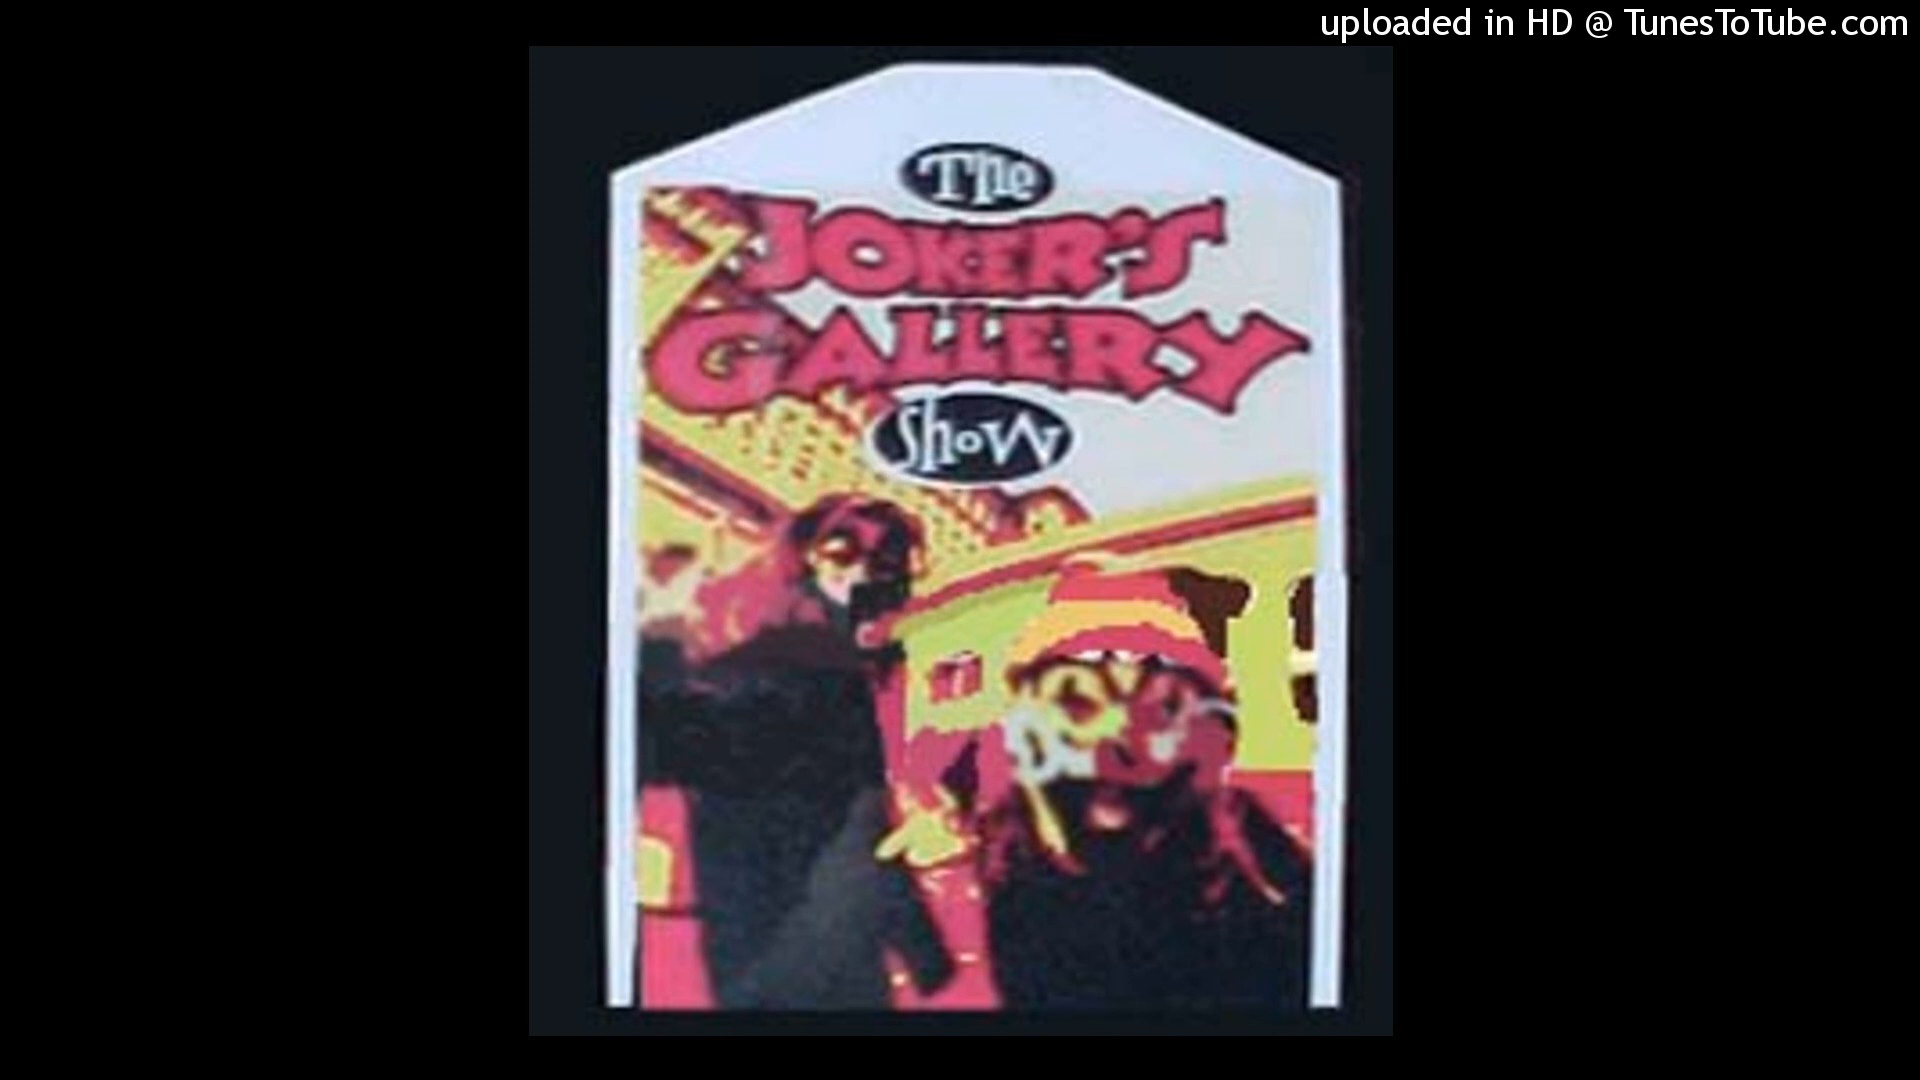 uploaded in HD @ TunesToTube.com
The
JOKER'S
GALLERY
Show